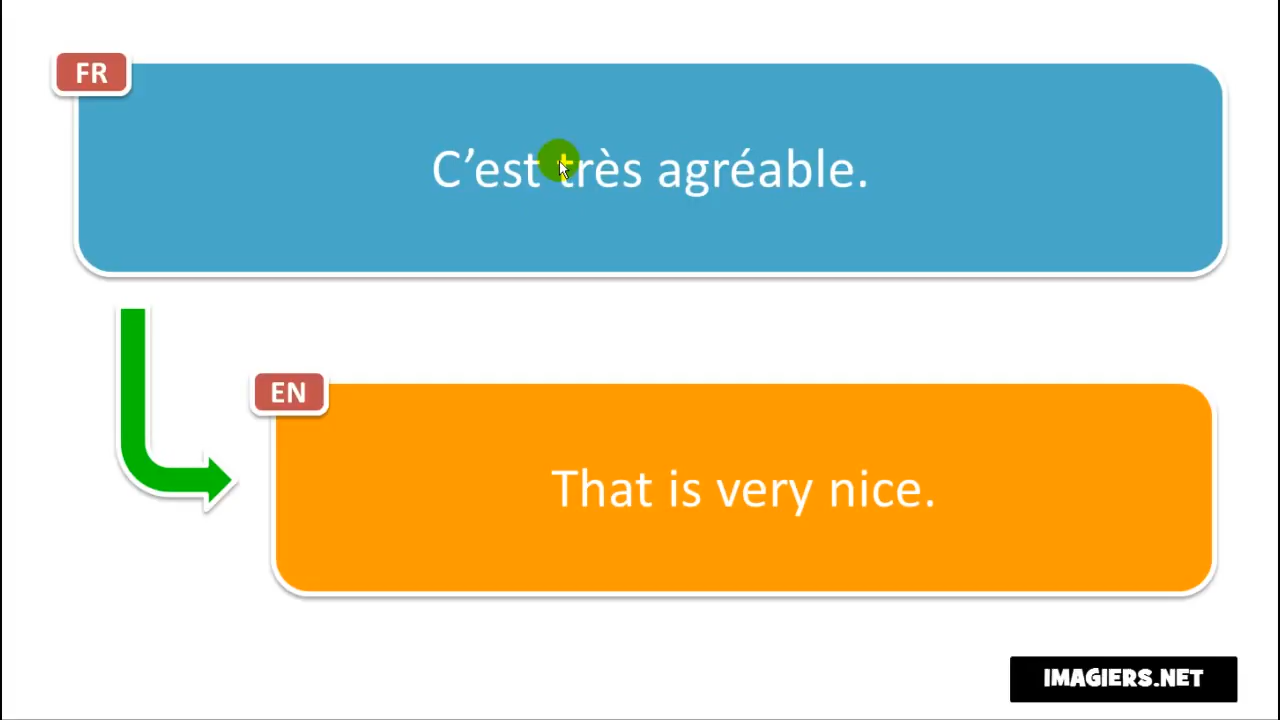 FR
C’est très agréable.
EN
That is very nice.
IMAGIERS.NET